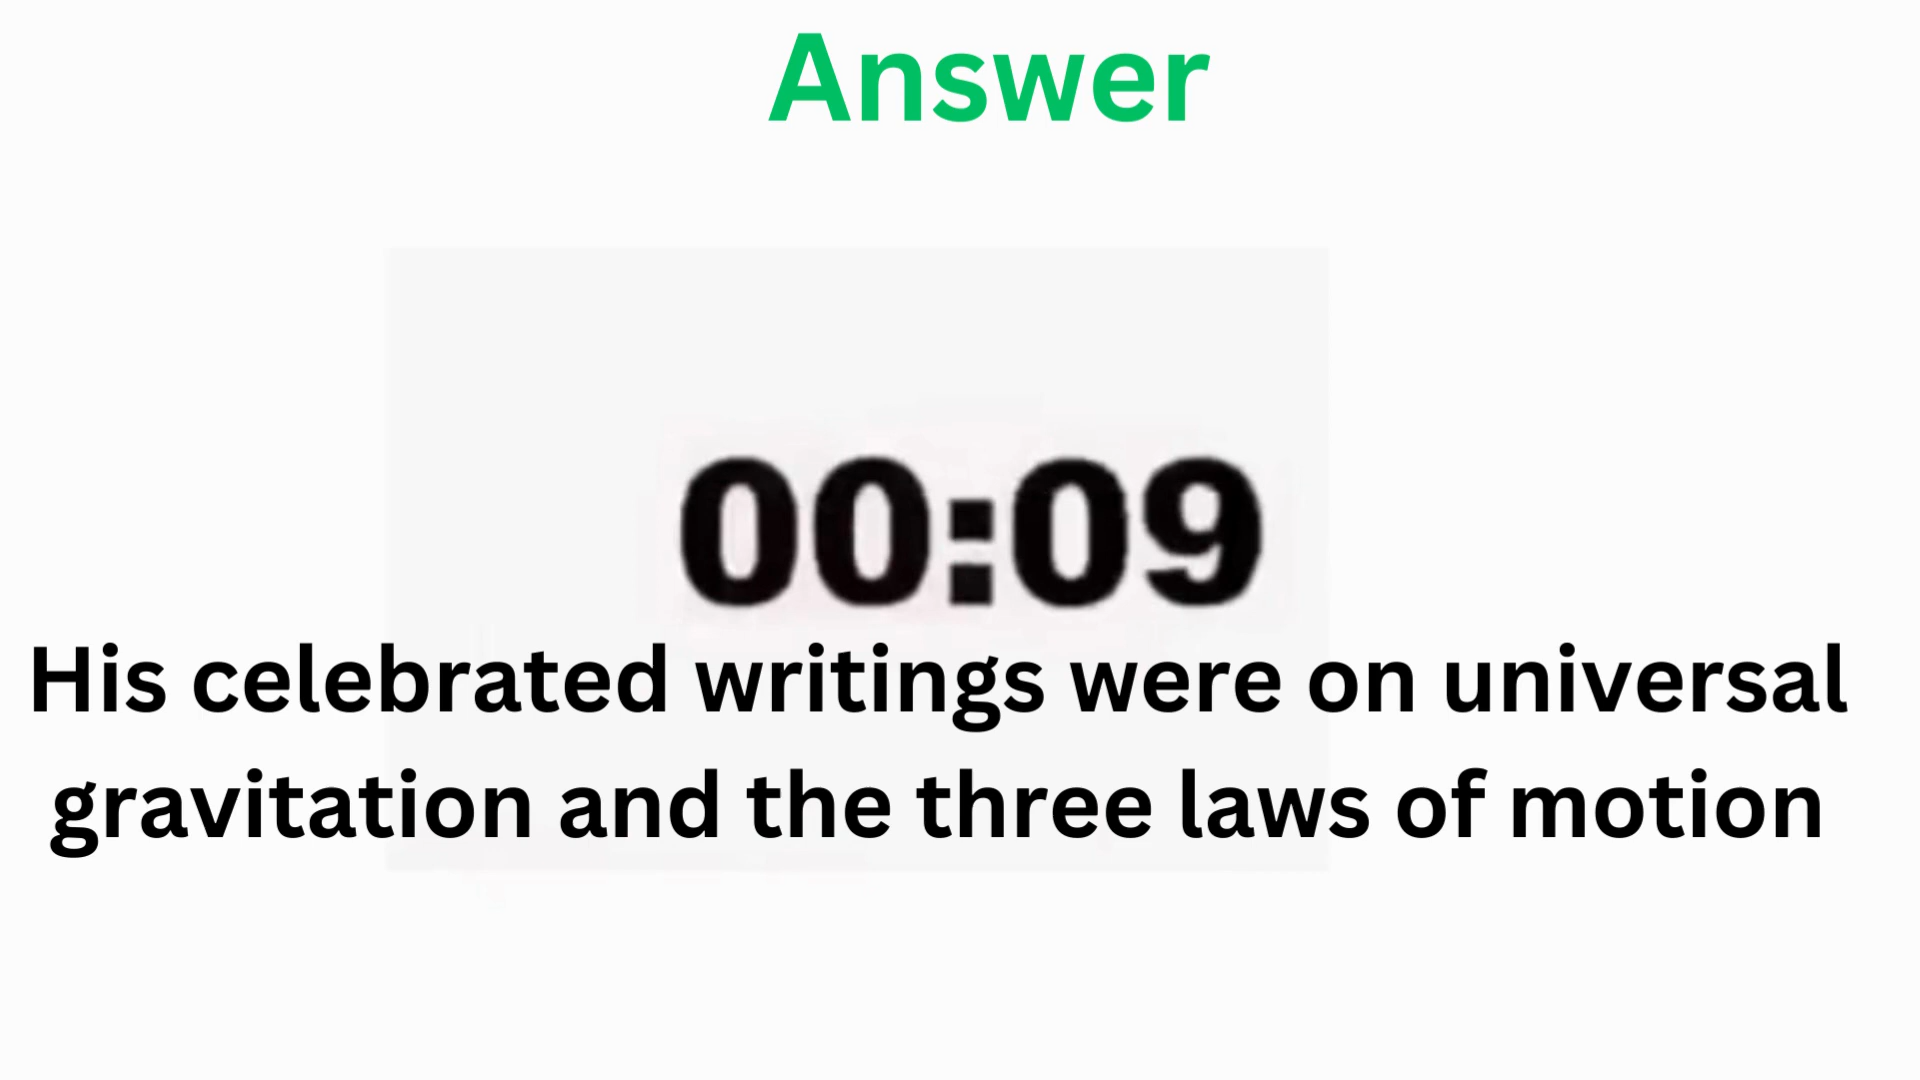 Answer
00:09
His celebrated writings were on universal
gravitation and the three laws of motion